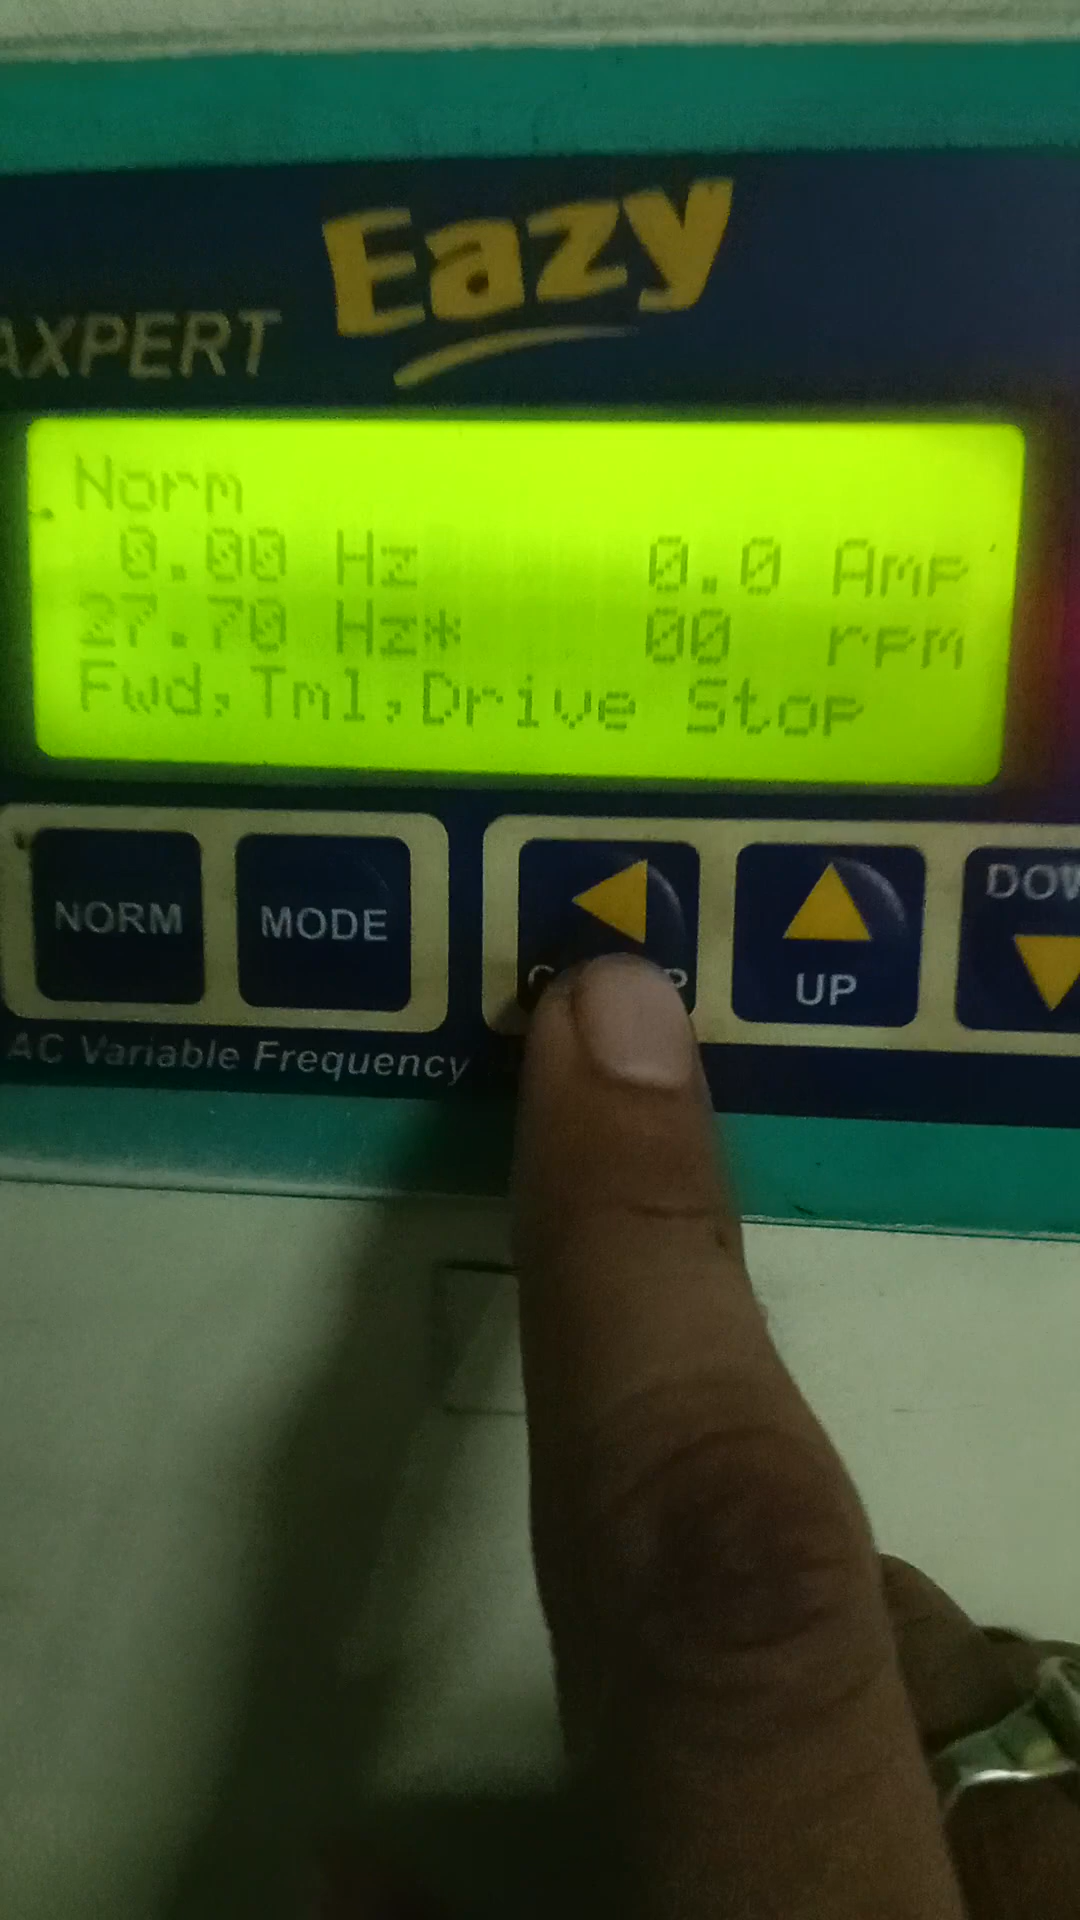 Eazy
AXPERT
Norm
0.00 Hz 0.0 Amp
27.70 Hz* 00 rpm
Fwd,Tml,Drive Stop
NORM
MODE
UP
DOW
AC Variable Frequency